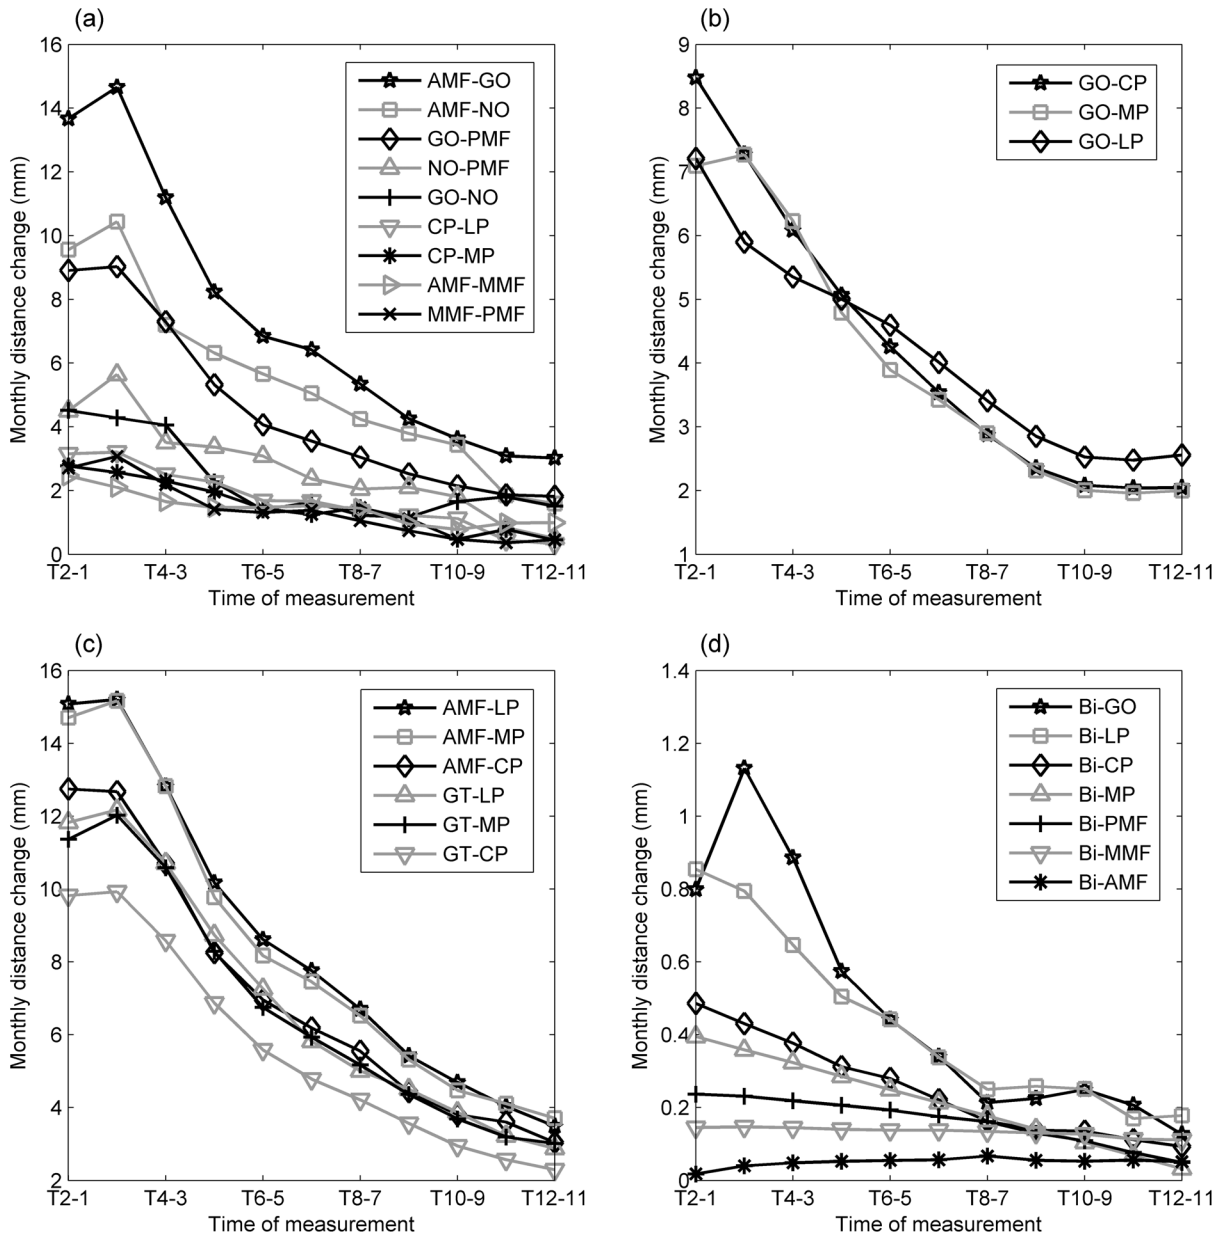 (a)
16
14
12
10
8
6
4
2
0
Monthly distance change (mm)
AMF-GO
AMF-NO
GO-PMF
NO-PMF
GO-NO
CP-LP
CP-MP
AMF-MMF
MMF-PMF
T2-1 T4-3 T6-5 T8-7 T10-9 T12-11
Time of measurement
(b)
9
8
7
6
5
4
3
2
1
Monthly distance change (mm)
GO-CP
GO-MP
GO-LP
T2-1 T4-3 T6-5 T8-7 T10-9 T12-11
Time of measurement
(c)
16
14
12
10
8
6
4
2
Monthly distance change (mm)
AMF-LP
AMF-MP
AMF-CP
GT-LP
GT-MP
GT-CP
T2-1 T4-3 T6-5 T8-7 T10-9 T12-11
Time of measurement
(d)
1.4
1.2
1
0.8
0.6
0.4
0.2
0
Monthly distance change (mm)
Bi-GO
Bi-LP
Bi-CP
Bi-MP
Bi-PMF
Bi-MMF
Bi-AMF
T2-1 T4-3 T6-5 T8-7 T10-9 T12-11
Time of measurement